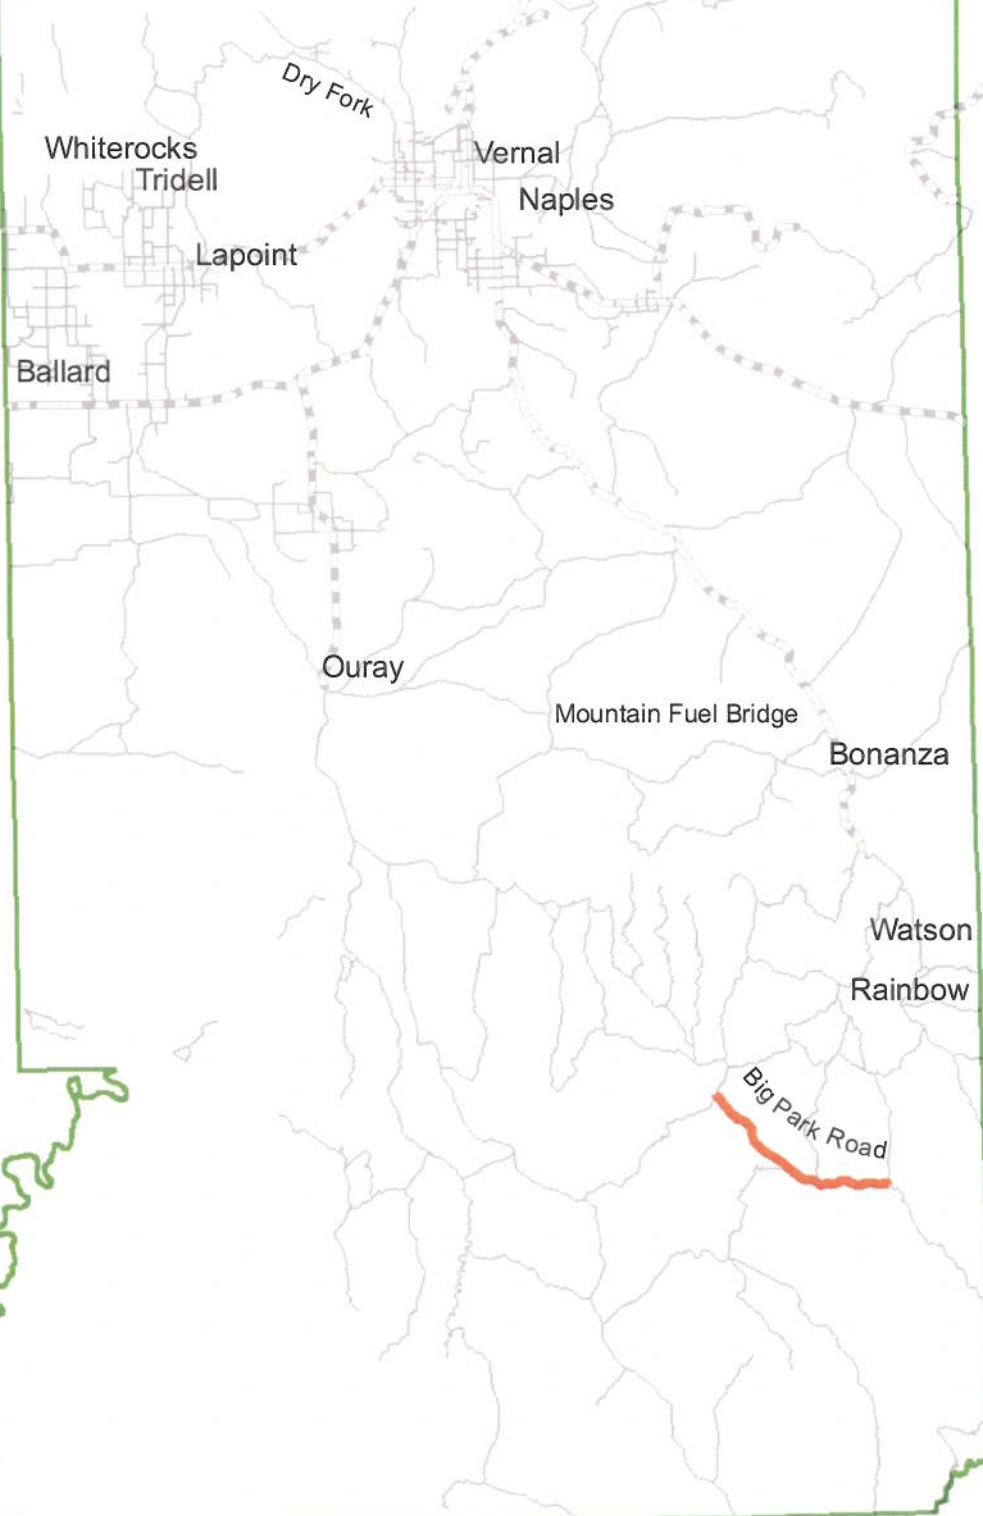 Dry Fork
Whiterocks
Vernal
Tridell
Naples
Lapoint
Ballard
Ouray
Mountain Fuel Bridge
Bonanza
Watson
Rainbow
Big Park Road